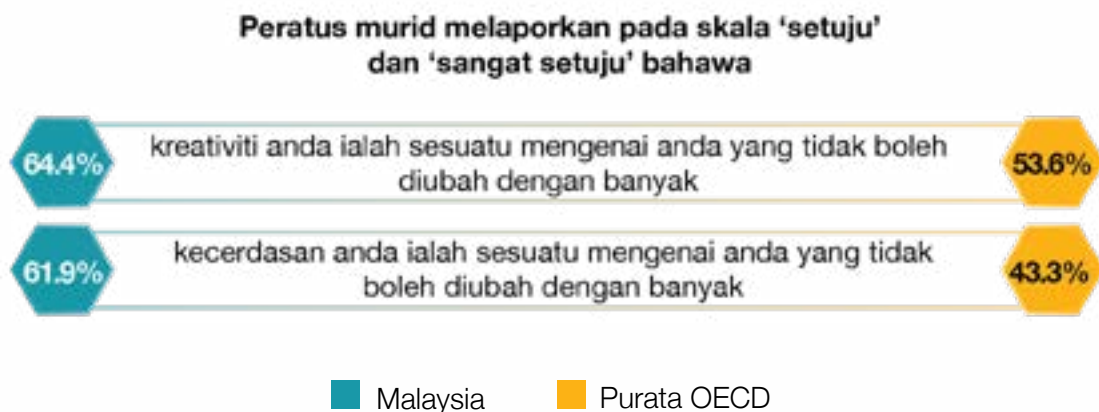 Peratus murid melaporkan pada skala ‘setuju’
dan ‘sangat setuju’ bahawa
64.4%
kreativiti anda ialah sesuatu mengenai anda yang tidak boleh
diubah dengan banyak
53.6%
61.9%
kecerdasan anda ialah sesuatu mengenai anda yang tidak
boleh diubah dengan banyak
43.3%
Malaysia
Purata OECD